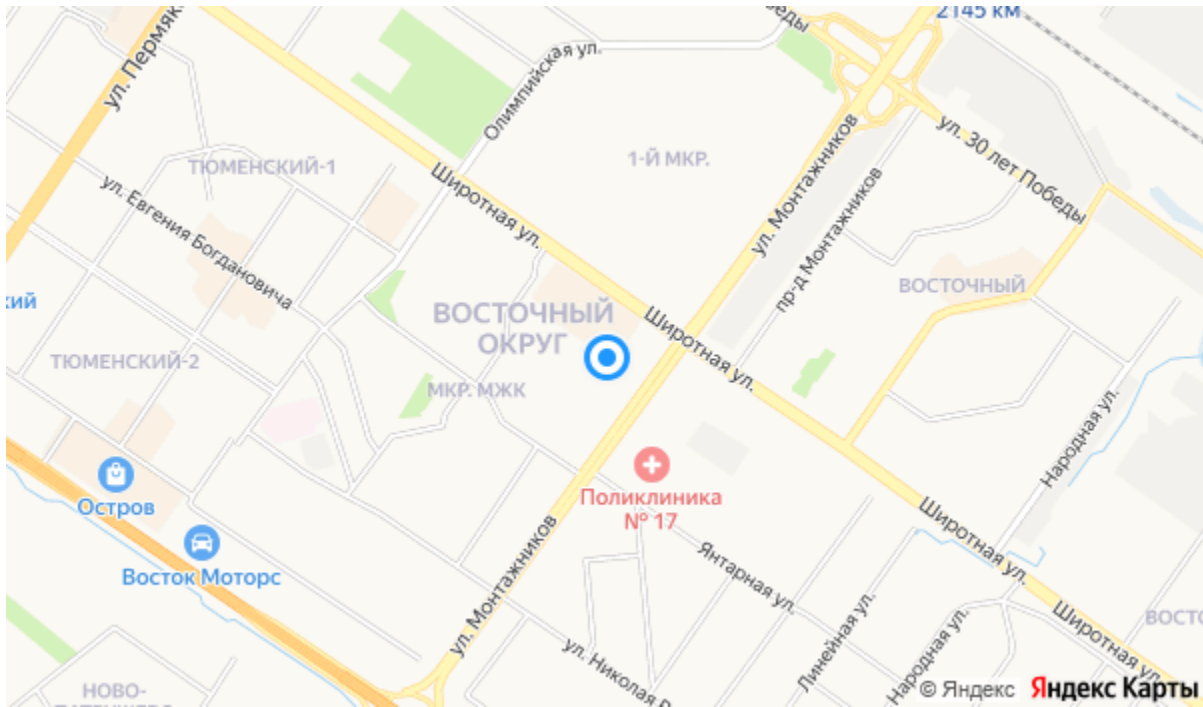 2145 км
ул. Пермяк
Победы
Олимпийская ул.
ул. Монтажников
ул. 30 лет Победы
1-Й МКР.
ТЮМЕНСКИЙ-1
Широтная ул.
пр-д Монтажников
ул. Евгения Богдановича
ВОСТОЧНЫЙ
ВОСТОЧНЫЙ
ОКРУГ
Широтная ул.
ТЮМЕНСКИЙ-2
МКР. МЖК
Народная ул.
Поликлиника
№ 17
Остров
Широтная ул.
Восток Моторс
ул. Монтажников
Янтарная ул.
Линейная ул.
Народная ул.
Широтная ул.
ВОСТО
ул. Николая
НОВО-
© Яндекс Яндекс Карты